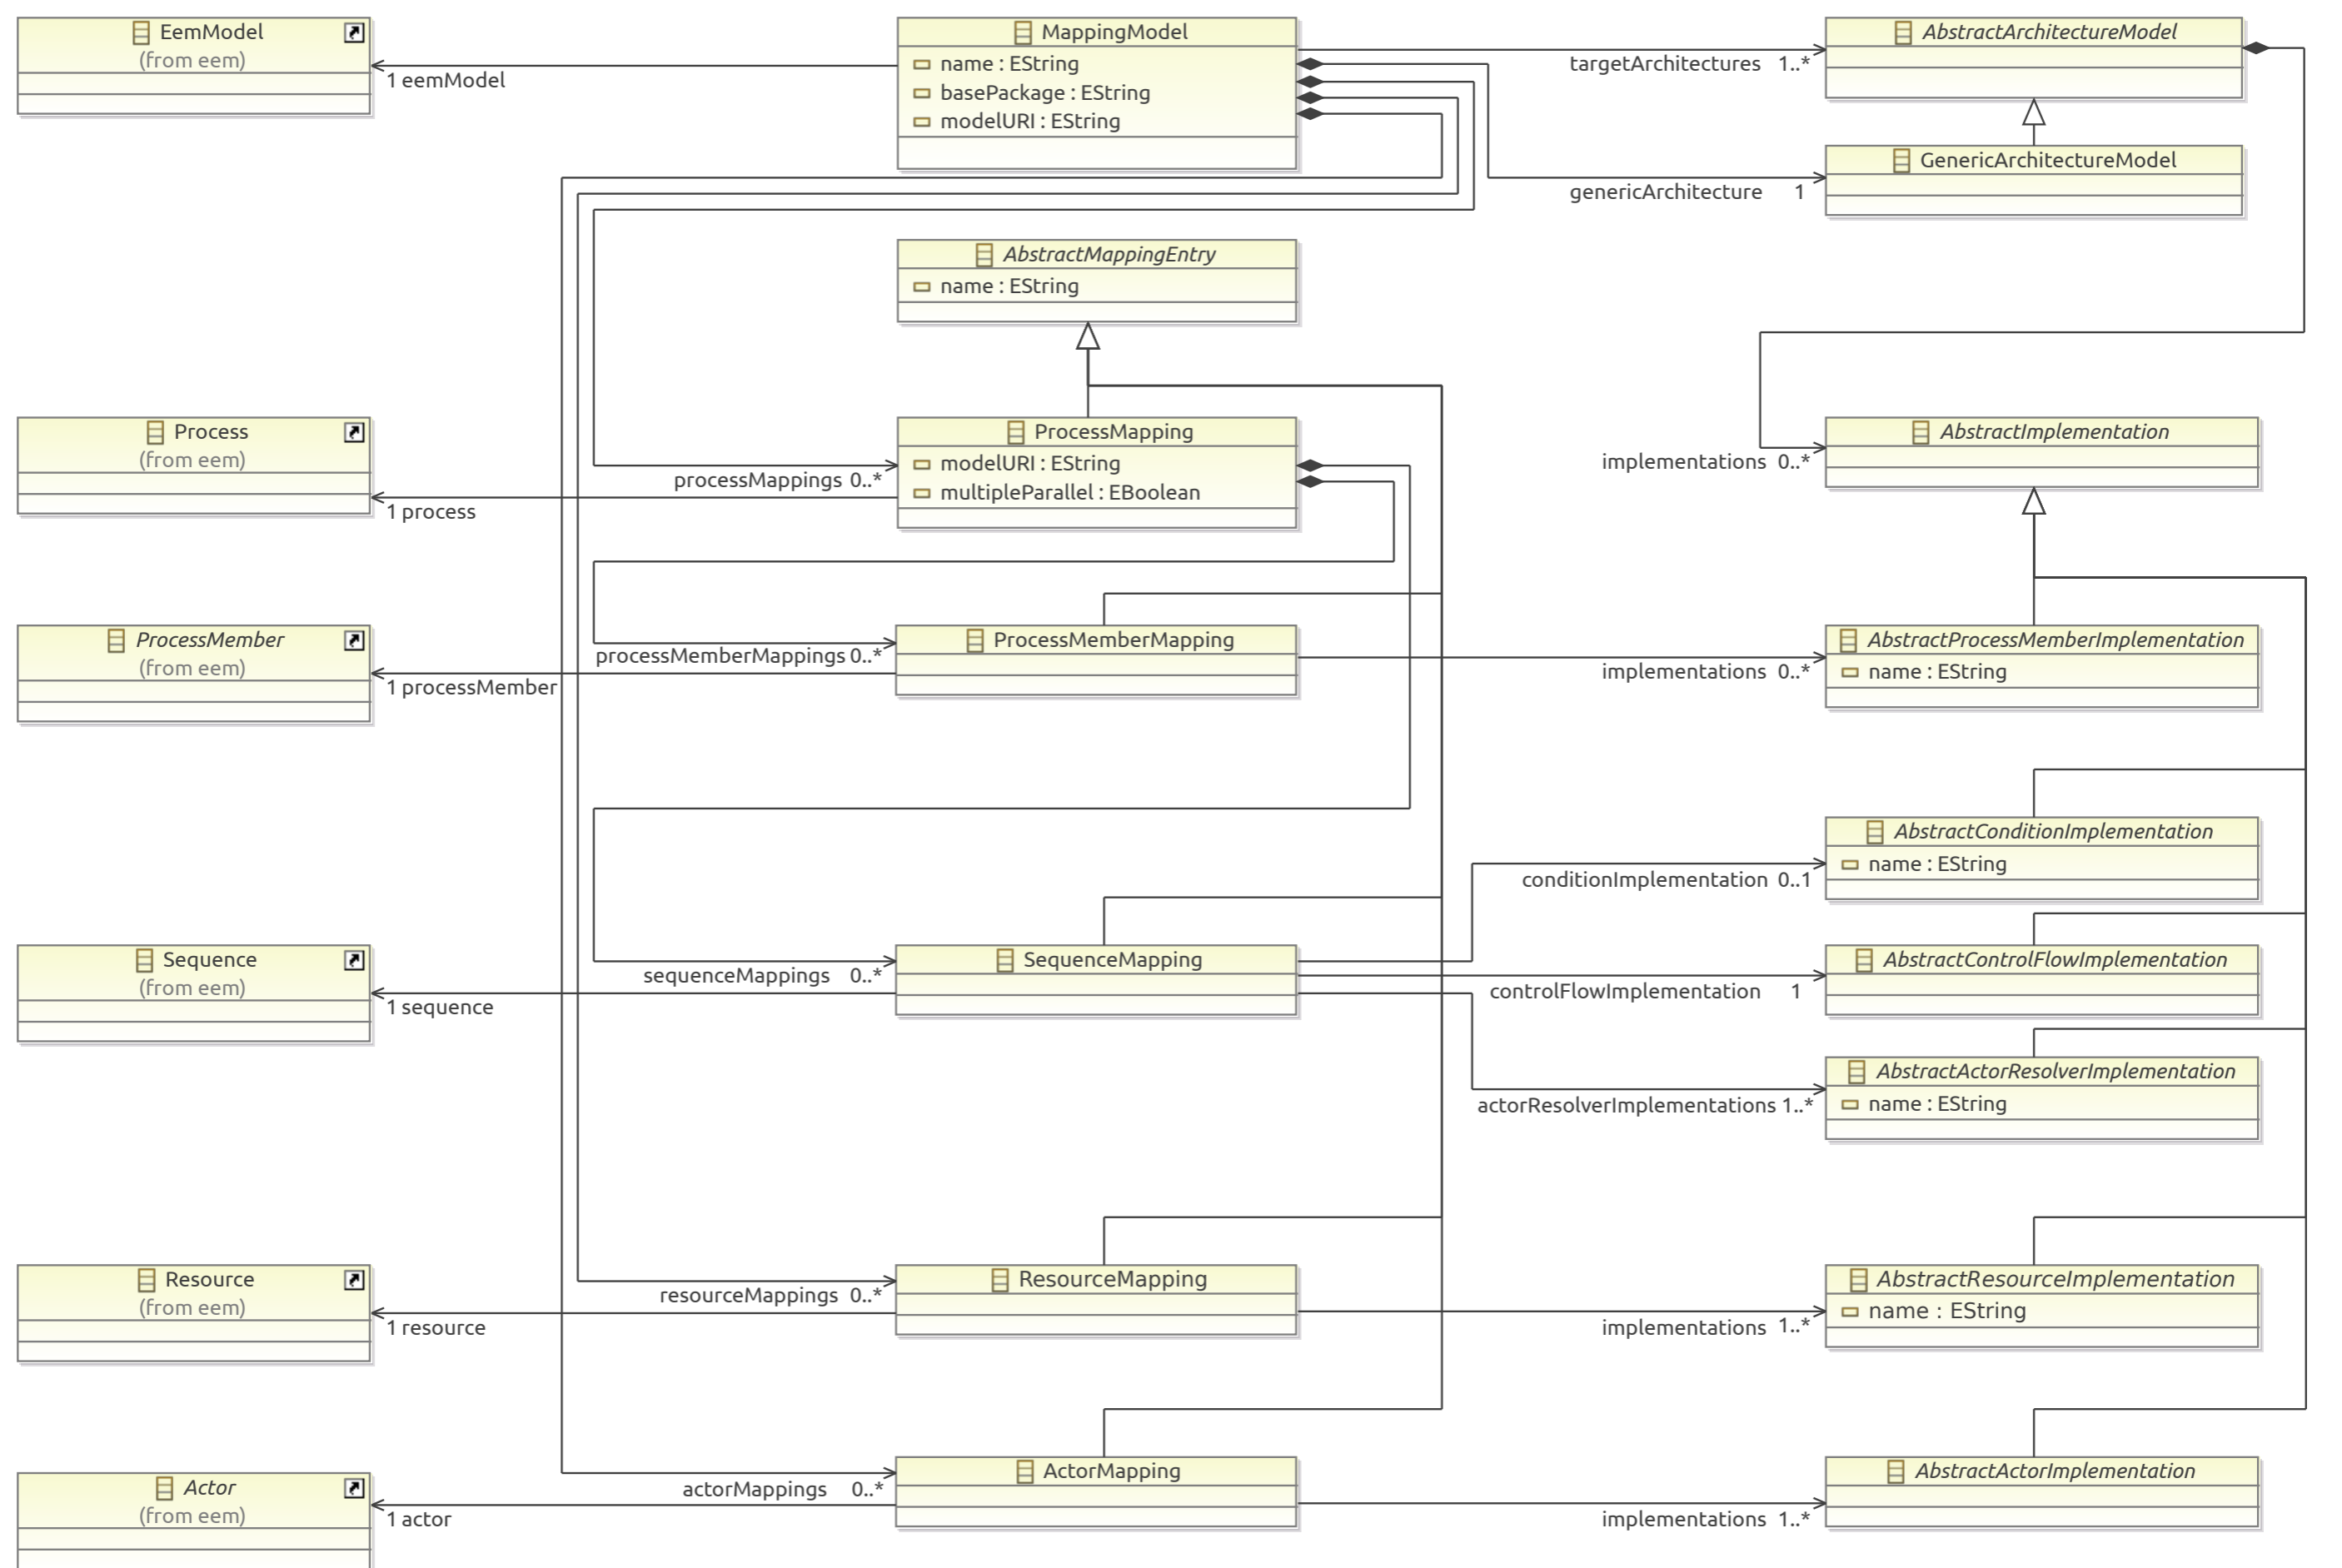 EemModel
(from eem)
1 eemModel
MappingModel
name : EString
basePackage : EString
modelURI : EString
targetArchitectures 1..*
AbstractArchitectureModel
GenericArchitectureModel
genericArchitecture 1
AbstractMappingEntry
name : EString
Process
(from eem)
1 process
processMappings 0..*
ProcessMapping
modelURI : EString
multipleParallel : EBoolean
implementations 0..*
AbstractImplementation
ProcessMember
(from eem)
1 processMember
processMemberMappings 0..*
ProcessMemberMapping
implementations 0..*
AbstractProcessMemberImplementation
name : EString
AbstractConditionImplementation
name : EString
conditionImplementation 0..1
Sequence
(from eem)
1 sequence
sequenceMappings 0..*
SequenceMapping
controlFlowImplementation 1
AbstractControlFlowImplementation
AbstractActorResolverImplementation
name : EString
actorResolverImplementations 1..*
Resource
(from eem)
1 resource
resourceMappings 0..*
ResourceMapping
implementations 1..*
AbstractResourceImplementation
name : EString
Actor
(from eem)
1 actor
actorMappings 0..*
ActorMapping
implementations 1..*
AbstractActorImplementation